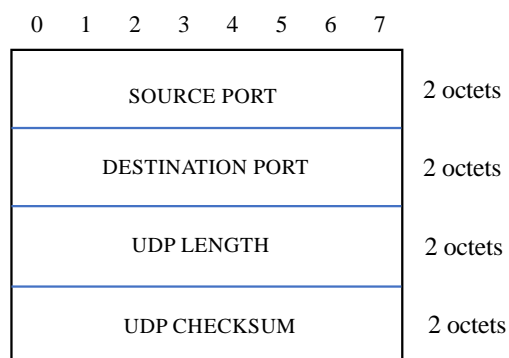 0 1 2 3 4 5 6 7
SOURCE PORT 2 octets
DESTINATION PORT 2 octets
UDP LENGTH 2 octets
UDP CHECKSUM 2 octets